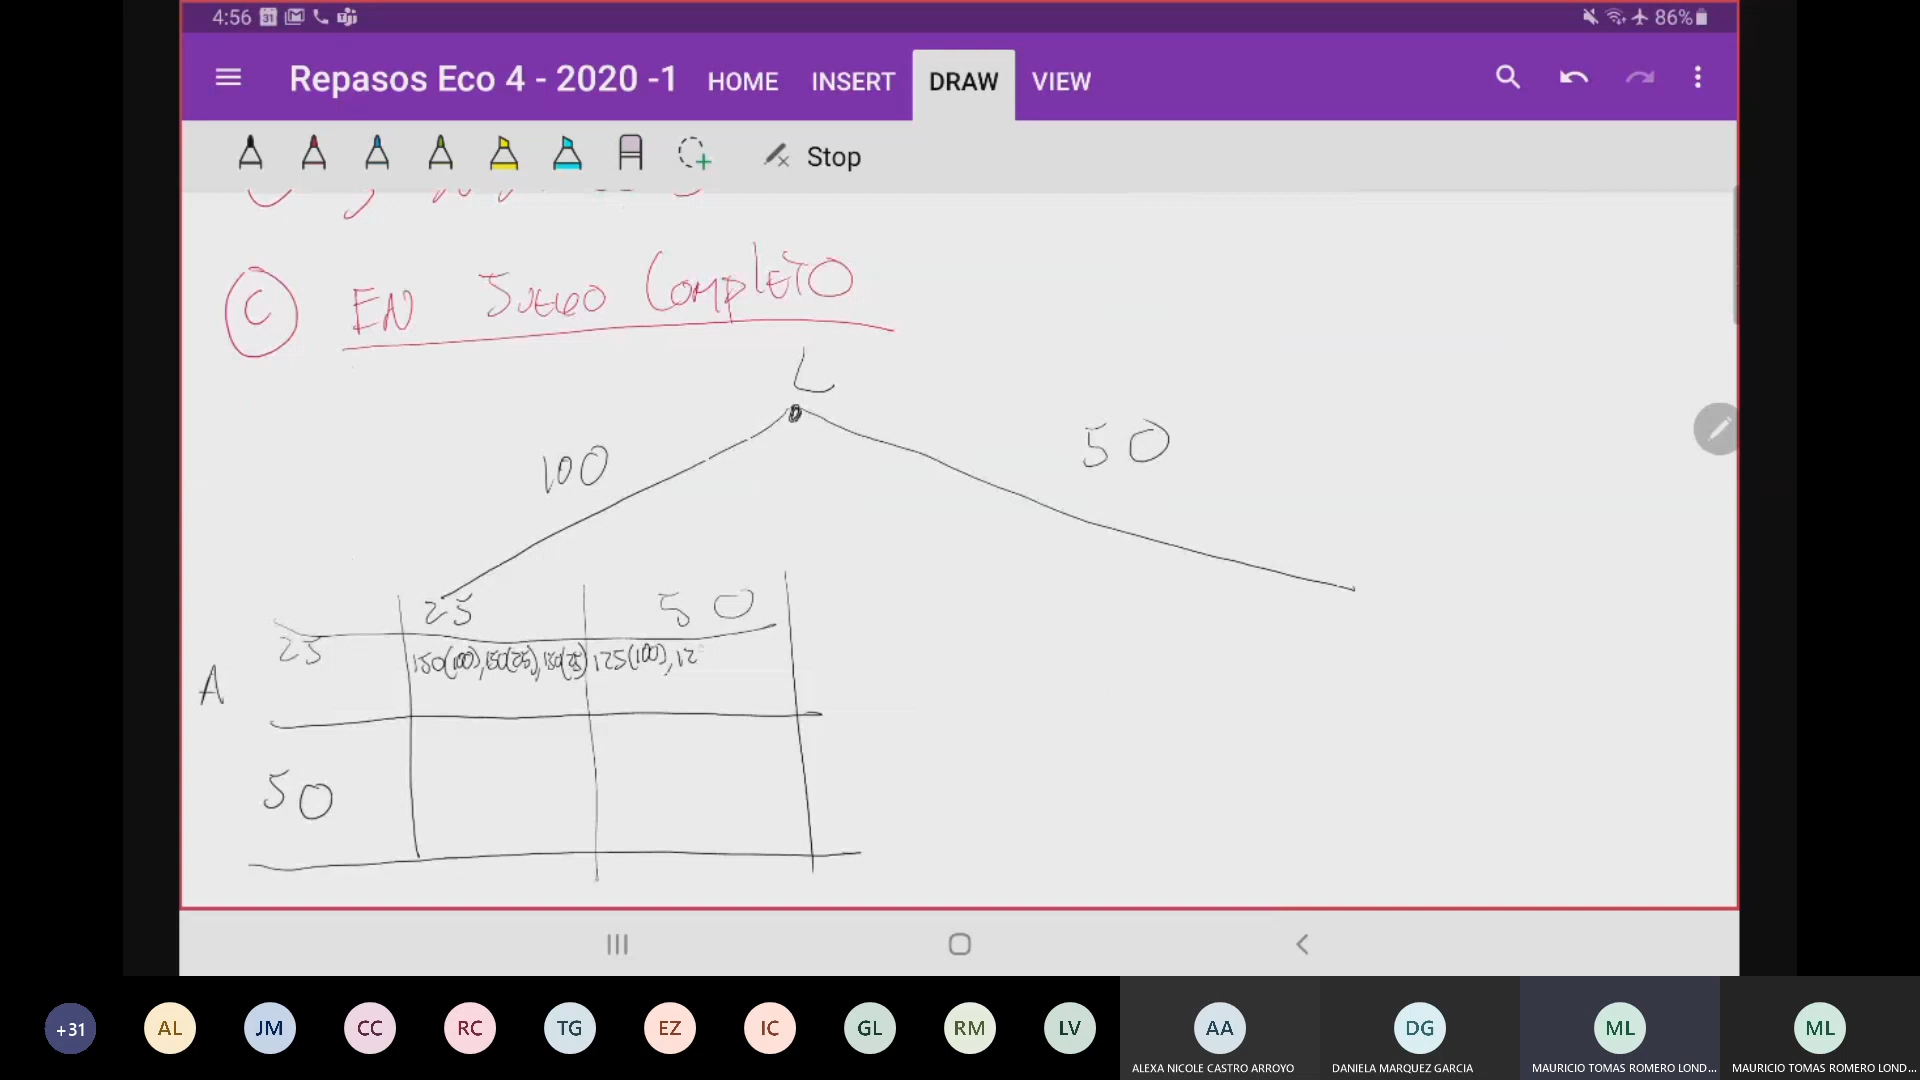 4:56 31 86%
Repasos Eco 4 - 2020 -1 HOME INSERT DRAW VIEW
Stop
C EN JUEGO COMPLETO
L
100 50
25 50
25 150(100),150(25),150(25) 125(100),12
A
50
+31 AL JM CC RC TG EZ IC GL RM LV AA DG ML ML
ALEXA NICOLE CASTRO ARROYO DANIELA MARQUEZ GARCIA MAURICIO TOMAS ROMERO LOND... MAURICIO TOMAS ROMERO LOND...